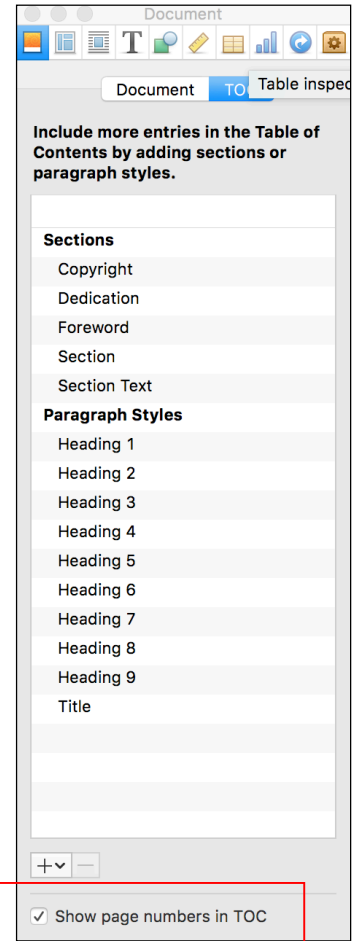 Document
T
Document TO Table inspec
Include more entries in the Table of
Contents by adding sections or
paragraph styles.
Sections
Copyright
Dedication
Foreword
Section
Section Text
Paragraph Styles
Heading 1
Heading 2
Heading 3
Heading 4
Heading 5
Heading 6
Heading 7
Heading 8
Heading 9
Title
Show page numbers in TOC